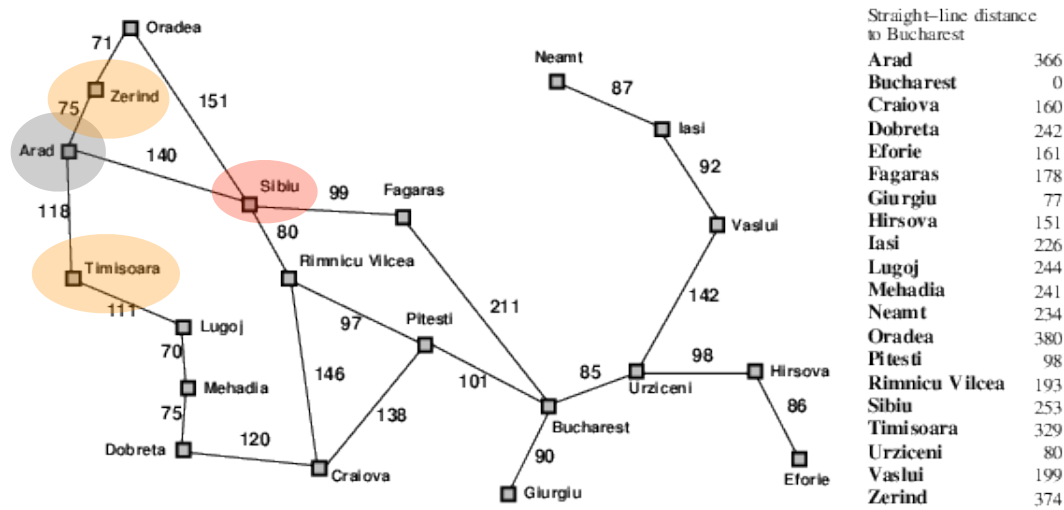 Straight–line distance
to Bucharest
Arad 366
Bucharest 0
Craiova 160
Dobreta 242
Eforie 161
Fagaras 178
Giurgiu 77
Hirsova 151
Iasi 226
Lugoj 244
Mehadia 241
Neamt 234
Oradea 380
Pitesti 98
Rimnicu Vilcea 193
Sibiu 253
Timisoara 329
Urziceni 80
Vaslui 199
Zerind 374
Oradea
71
Neamt
Zerind
87
75
151
Iasi
Arad
140
92
Sibiu
99
Fagaras
118
80
Vaslui
Timisoara
Rimnicu Vilcea
111
211
142
Lugoj
97
Pitesti
70
98
146
101
85
Hirsova
Mehadia
Urziceni
75
138
86
120
Bucharest
Dobreta
90
Craiova
Eforie
Giurgiu